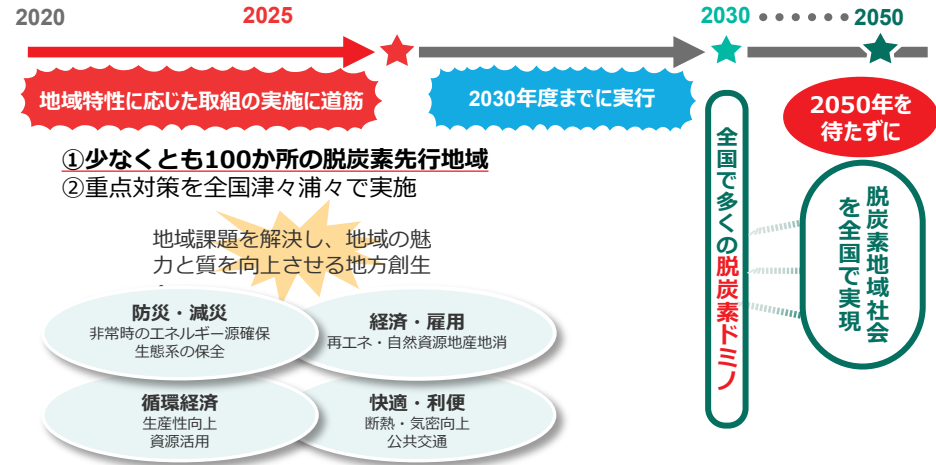 2020
2025
2030
2050
地域特性に応じた取組の実施に道筋
2030年度までに実行
2050年を
待たずに
①少なくとも100か所の脱炭素先行地域
②重点対策を全国津々浦々で実施
地域課題を解決し、地域の魅
力と質を向上させる地方創生
防災・減災
非常時のエネルギー源確保
生態系の保全
経済・雇用
再エネ・自然資源地産地消
循環経済
生産性向上
資源活用
快適・利便
断熱・気密向上
公共交通
全国で多くの脱炭素ドミノ
脱炭素地域社会
を全国で実現